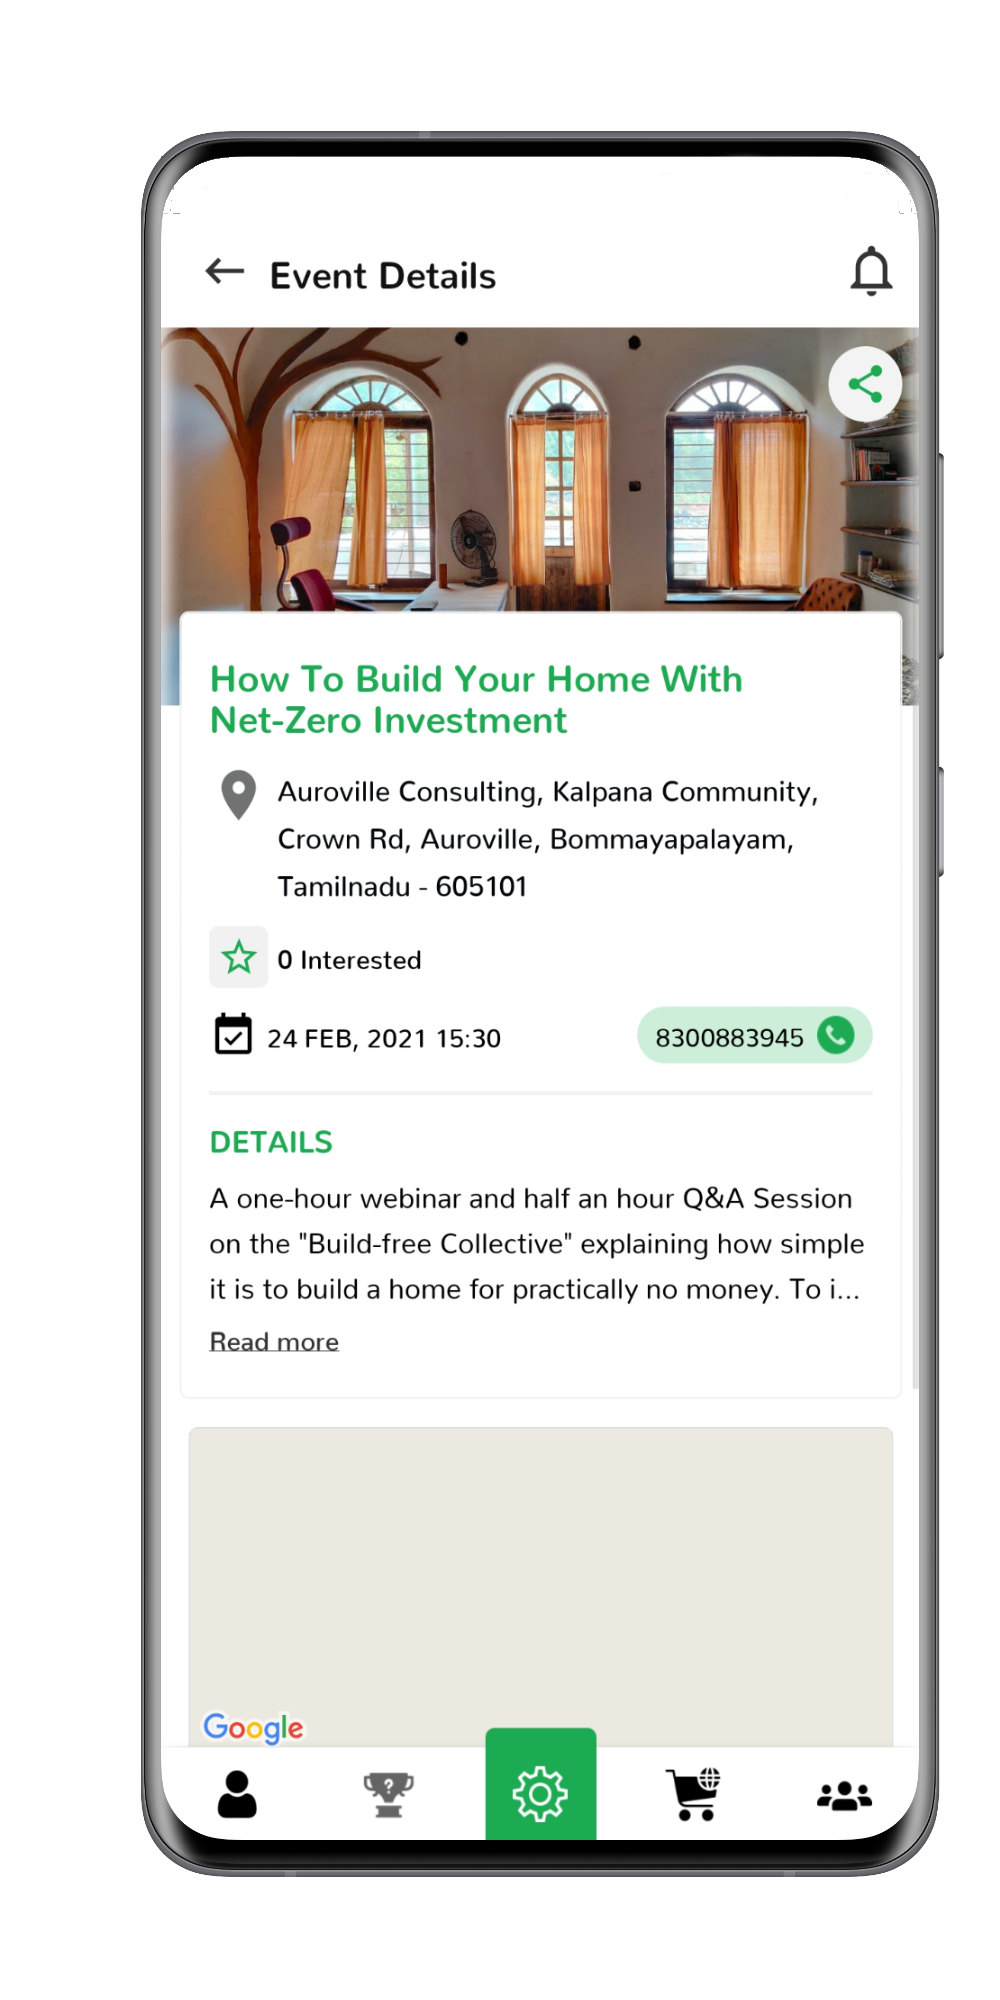 Event Details
How To Build Your Home With
Net-Zero Investment
Auroville Consulting, Kalpana Community,
Crown Rd, Auroville, Bommayapalayam,
Tamilnadu - 605101
0 Interested
24 FEB, 2021 15:30
8300883945
DETAILS
A one-hour webinar and half an hour Q&A Session
on the "Build-free Collective" explaining how simple
it is to build a home for practically no money. To i...
Read more
Google
?